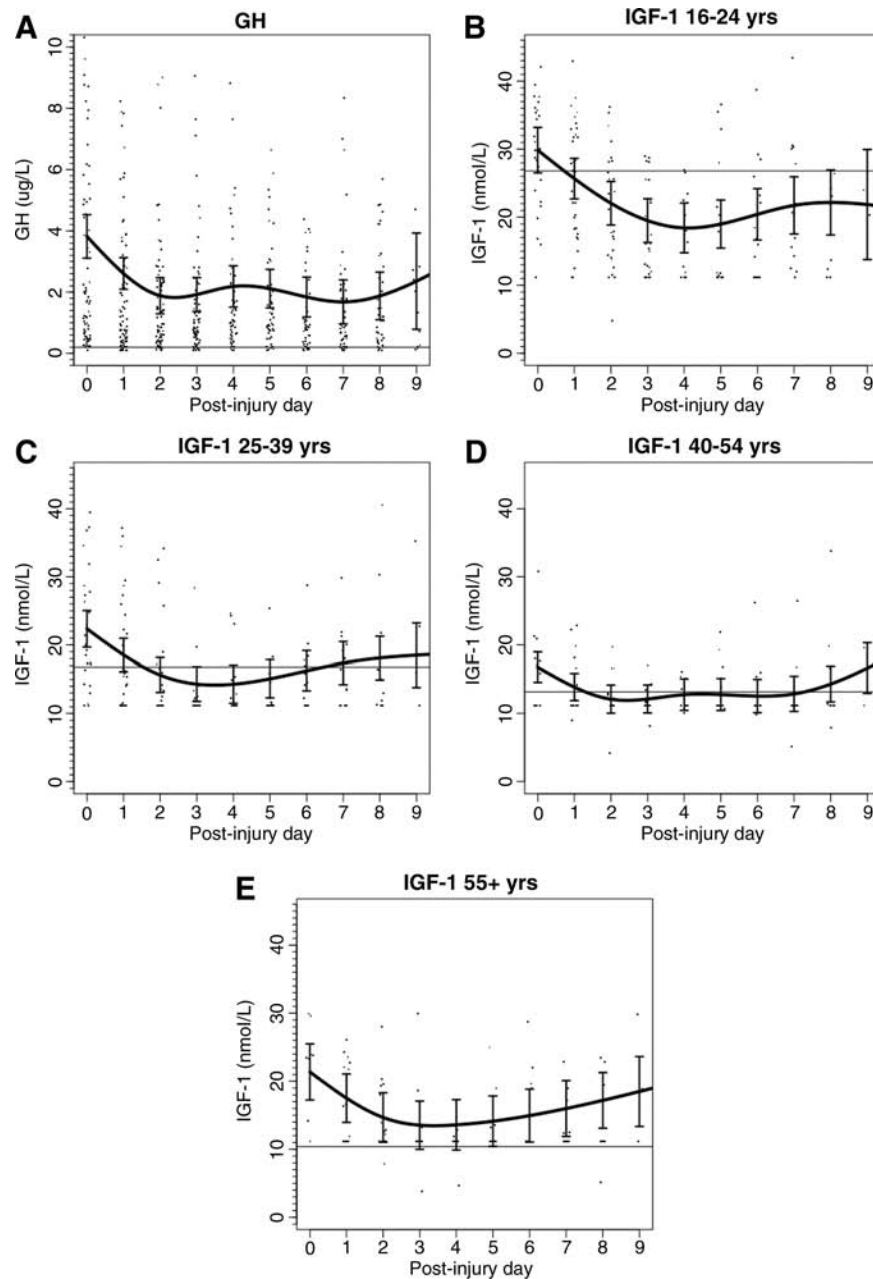 A
GH
10
8
6
4
2
0
GH (ug/L)
0 1 2 3 4 5 6 7 8 9
Post-injury day
B
IGF-1 16-24 yrs
40
30
20
10
0
IGF-1 (nmol/L)
0 1 2 3 4 5 6 7 8 9
Post-injury day
C
IGF-1 25-39 yrs
40
30
20
10
0
IGF-1 (nmol/L)
0 1 2 3 4 5 6 7 8 9
Post-injury day
D
IGF-1 40-54 yrs
40
30
20
10
0
IGF-1 (nmol/L)
0 1 2 3 4 5 6 7 8 9
Post-injury day
E
IGF-1 55+ yrs
40
30
20
10
0
IGF-1 (nmol/L)
0 1 2 3 4 5 6 7 8 9
Post-injury day